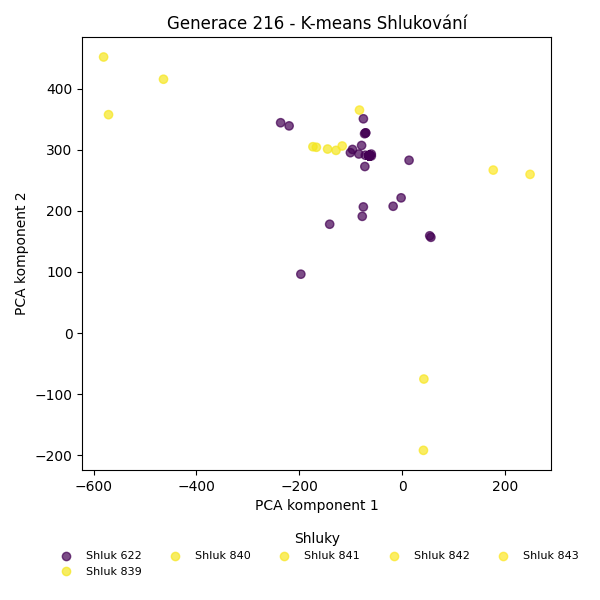 Generace 216 - K-means Shlukování
PCA komponent 2
400
300
200
100
0
−100
−200
−600
−400
−200
0
200
PCA komponent 1
Shluky
Shluk 622
Shluk 840
Shluk 841
Shluk 842
Shluk 843
Shluk 839